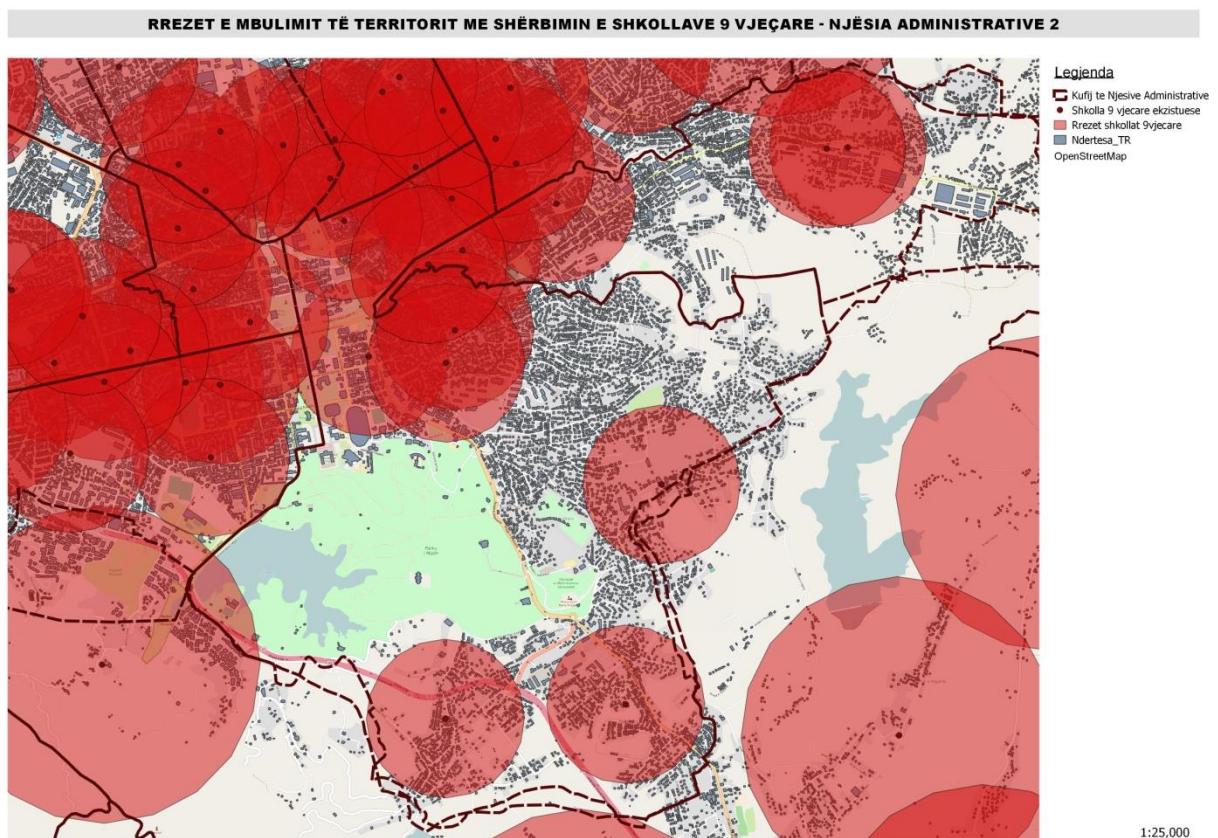 RREZET E MBULIMIT TË TERRITORIT ME SHËRBIMIN E SHKOLLAVE 9 VJEÇARE - NJËSIA ADMINISTRATIVE 2
Legjenda
Kufij te Njesive Administrative
Shkolla 9 vjecare ekzistuese
Rrezet shkollat 9vjecare
Ndertesa_TR
OpenStreetMap
1:25,000